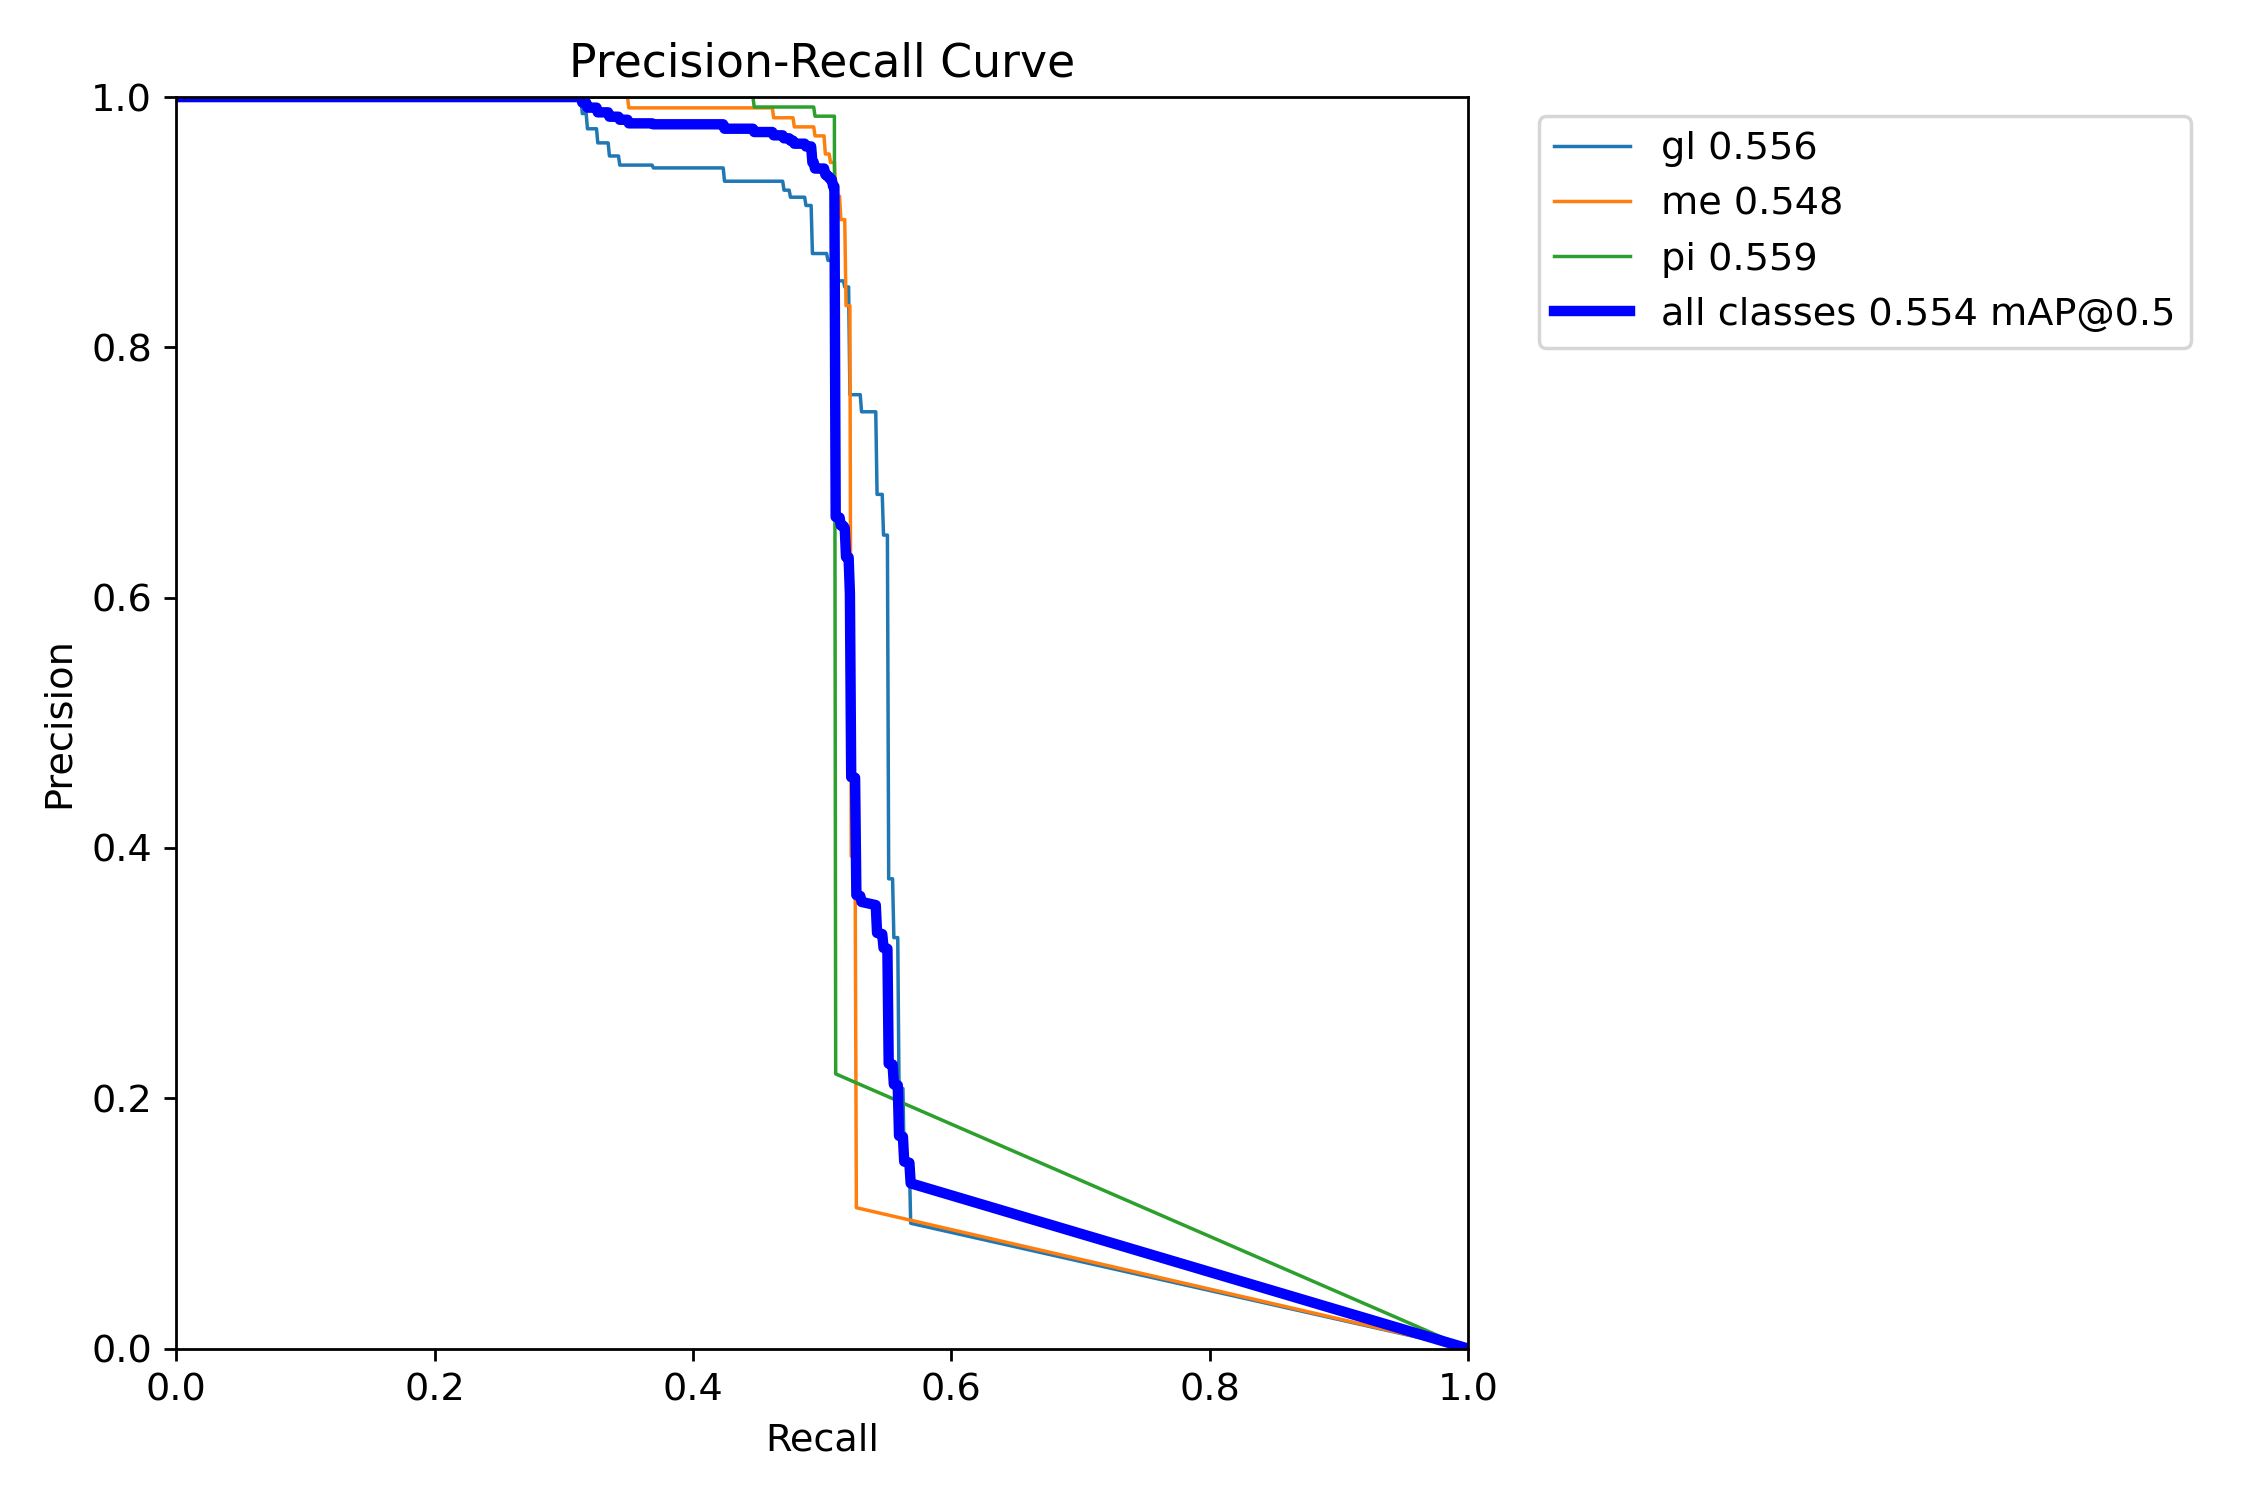 Precision-Recall Curve
1.0
0.8
0.6
0.4
0.2
0.0
Precision
0.0 0.2 0.4 0.6 0.8 1.0
Recall
gl 0.556
me 0.548
pi 0.559
all classes 0.554 mAP@0.5